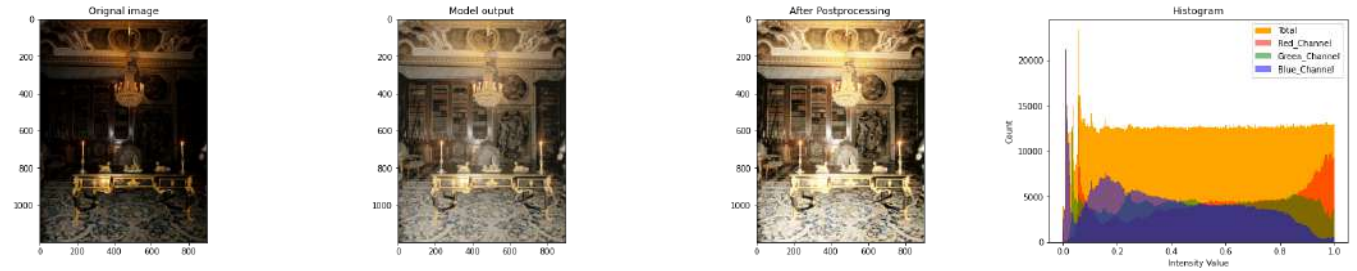 Orignal image
0
200
400
600
800
1000
0 200 400 600 800
Model output
0
200
400
600
800
1000
0 200 400 600 800
After Postprocessing
0
200
400
600
800
1000
0 200 400 600 800
Histogram
Total
Red_Channel
Green_Channel
Blue_Channel
Count
20000
15000
10000
5000
0
0.0 0.2 0.4 0.6 0.8 1.0
Intensity Value